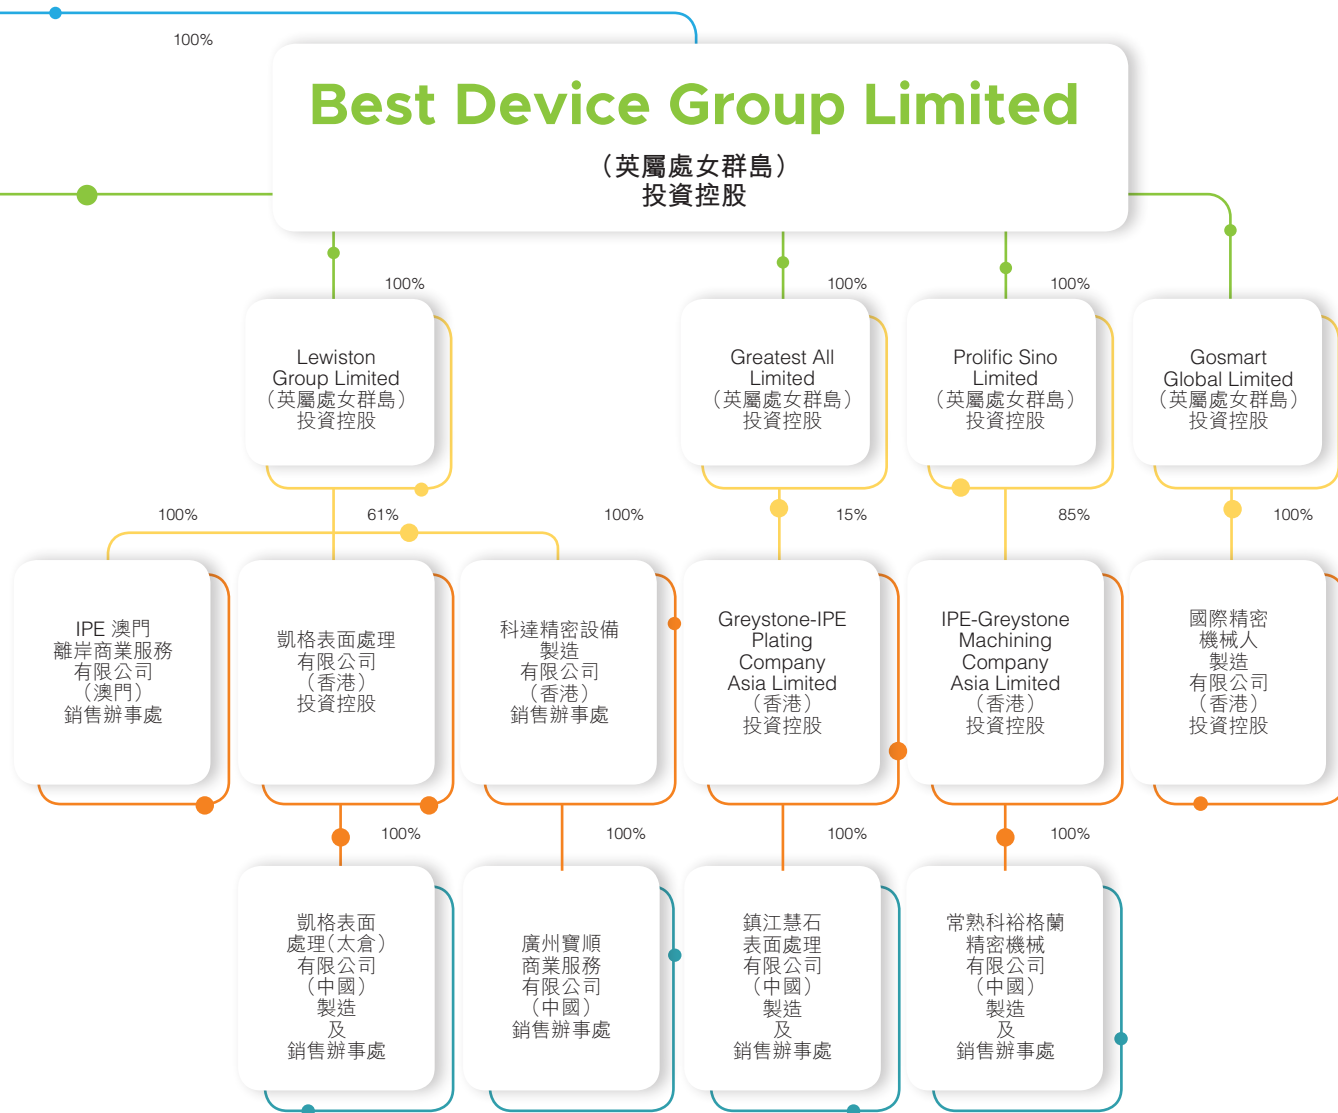 100%
Best Device Group Limited
（英屬處女群島）
投資控股
100%
100%
100%
Lewiston
Group Limited
（英屬處女群島）
投資控股
Greatest All
Limited
（英屬處女群島）
投資控股
Prolific Sino
Limited
（英屬處女群島）
投資控股
Gosmart
Global Limited
（英屬處女群島）
投資控股
100%
61%
100%
15%
85%
100%
IPE 澳門
離岸商業服務
有限公司
（澳門）
銷售辦事處
凱格表面處理
有限公司
（香港）
投資控股
科達精密設備
製造
有限公司
（香港）
銷售辦事處
Greystone-IPE
Plating
Company
Asia Limited
（香港）
投資控股
IPE-Greystone
Machining
Company
Asia Limited
（香港）
投資控股
國際精密
機械人
製造
有限公司
（香港）
投資控股
100%
100%
100%
100%
凱格表面
處理（太倉）
有限公司
（中國）
製造
及
銷售辦事處
廣州寶順
商業服務
有限公司
（中國）
銷售辦事處
鎮江慧石
表面處理
有限公司
（中國）
製造
及
銷售辦事處
常熟科裕格蘭
精密機械
有限公司
（中國）
製造
及
銷售辦事處